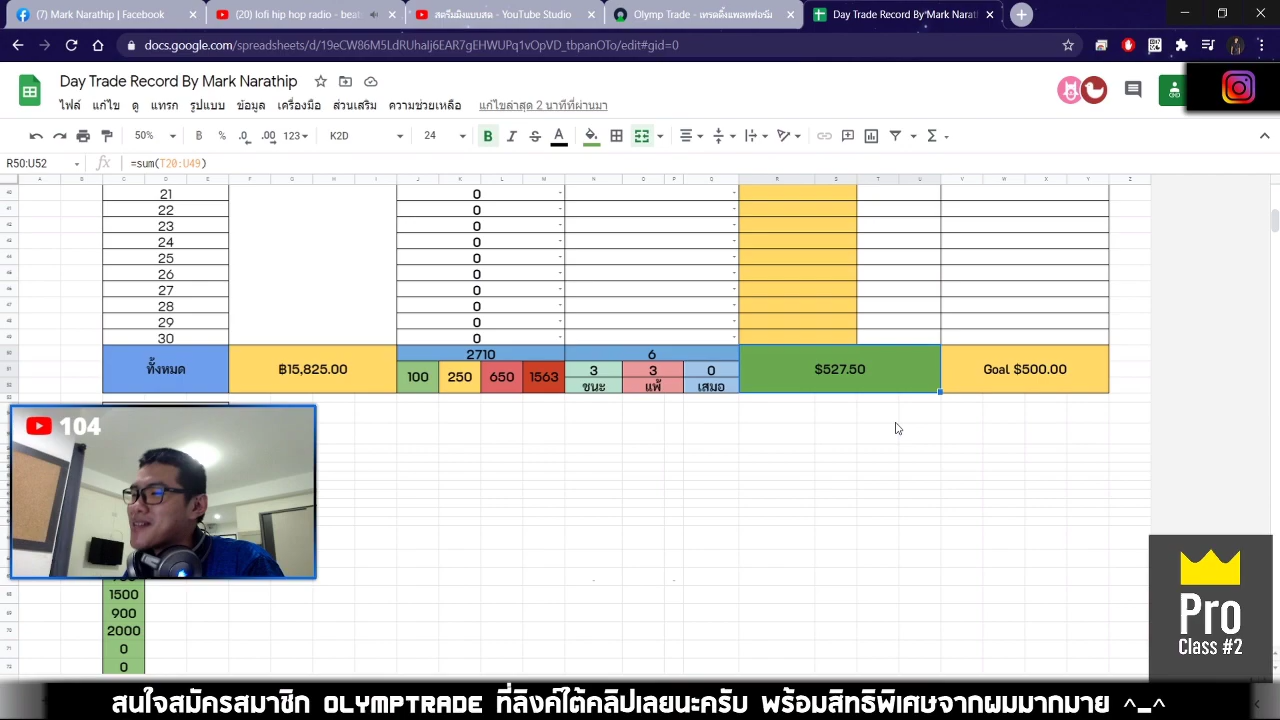 (7) Mark Narathip | Facebook
(20) lofi hip hop radio - beat
สตรีมมิงแบบสด - YouTube Studio
Olymp Trade - เทรดดิ้งแพลทฟอร์ม
Day Trade Record By Mark Narath
docs.google.com/spreadsheets/d/19eCW86M5LdRUhaIj6EAR7gEHWUPq1vOpVD_tbpanOTo/edit#gid=0
Day Trade Record By Mark Narathip
ไฟล์ แก้ไข ดู แทรก รูปแบบ ข้อมูล เครื่องมือ ส่วนเสริม ความช่วยเหลือ แก้ไขล่าสุด 2 นาทีที่ผ่านมา
50% B % .0 .00 123 K2D 24 B I S A
R50:U52 fx =sum(T20:U49)
A B C D E F G H I J K L M N O P Q R S T U V W X Y Z
21 0 - -
22 0 - -
23 0 - -
24 0 - -
25 0 - -
26 0 - -
27 0 - -
28 0 - -
29 0 - -
30 0 - -
ทั้งหมด ฿15,825.00 2710 6 $527.50 Goal $500.00
100 250 650 1563 3 3 0
ชนะ แพ้ เสมอ
104
1500
900
2000
0
0
Pro
Class #2
สนใจสมัครสมาชิก OLYMPTRADE ที่ลิงค์ใต้คลิปเลยนะครับ พร้อมสิทธิพิเศษจากผมมากมาย ^_^